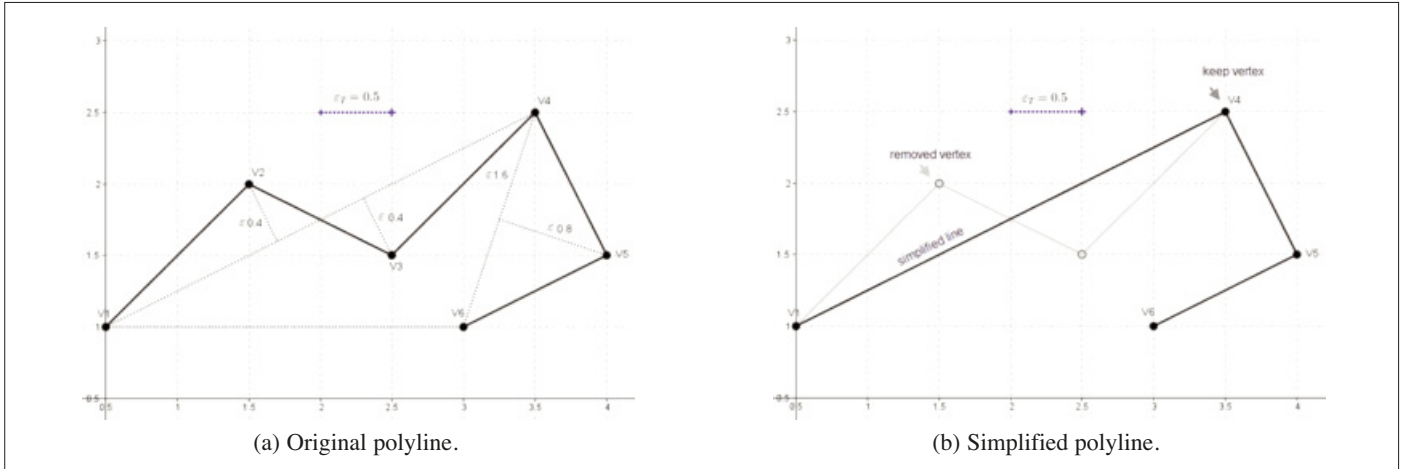 3
2.5
2
1.5
1
0.5
0.5 1 1.5 2 2.5 3 3.5 4
ε_T = 0.5
V1
V2
V3
V4
V5
V6
ε 0.4
ε 0.4
ε 1.6
ε 0.8
(a) Original polyline.
3
2.5
2
1.5
1
0.5
0.5 1 1.5 2 2.5 3 3.5 4
keep vertex
ε_T = 0.5
V4
removed vertex
simplified line
V1
V5
V6
(b) Simplified polyline.